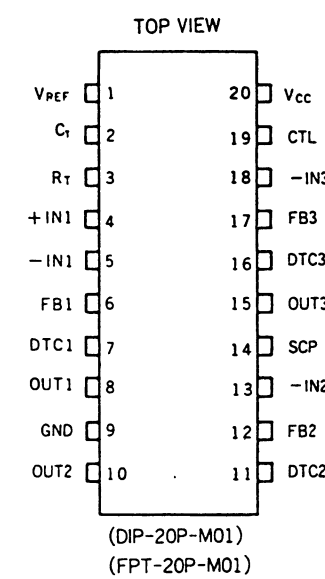 TOP VIEW
VREF 1 20 VCC
CT 2 19 CTL
RT 3 18 -IN3
+IN1 4 17 FB3
-IN1 5 16 DTC3
FB1 6 15 OUT3
DTC1 7 14 SCP
OUT1 8 13 -IN2
GND 9 12 FB2
OUT2 10 11 DTC2
(DIP-20P-M01)
(FPT-20P-M01)